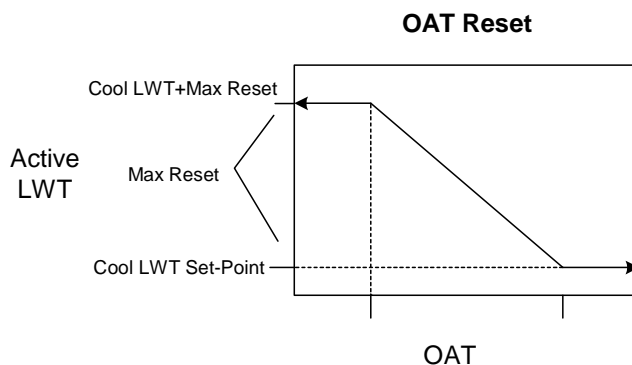 OAT Reset
Cool LWT+Max Reset
Active
LWT
Max Reset
Cool LWT Set-Point
OAT